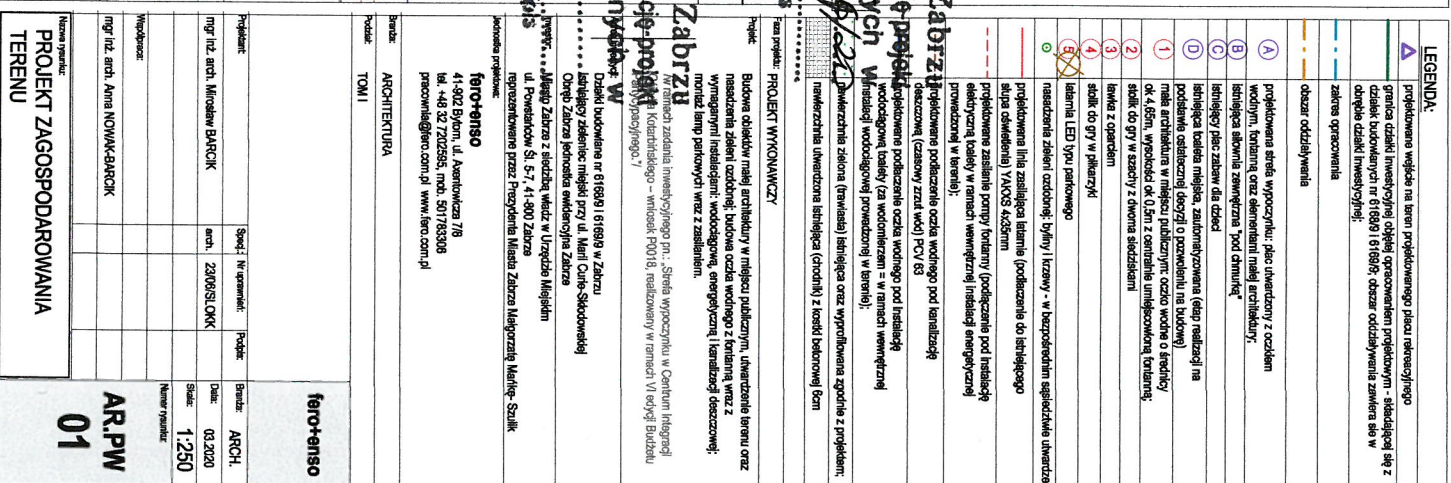 LEGENDA:
projektowane wejście na teren projektowanego placu rekreacyjnego
granica działki inwestycyjnej objętej opracowaniem projektowym - składającej się z
działek budowlanych nr 6168/9 i 6169/9; obszar oddziaływania zawiera się w
obrębie działki inwestycyjnej;
zakres opracowania
obszar oddziaływania
A projektowana strefa wypoczynku: plac utwardzony z oczkiem
wodnym, fontanną oraz elementami małej architektury;
B istniejąca siłownia zewnętrzna "pod chmurką"
C istniejący plac zabaw dla dzieci
D istniejąca toaleta miejska, zautomatyzowana (etap realizacji na
podstawie ostatecznej decyzji o pozwoleniu na budowę)
1 mała architektura w miejscu publicznym: oczko wodne o średnicy
ok 4,65m, wysokości ok 0,5m z centralnie umiejscowioną fontanną;
2 stolik do gry w szachy z dwoma siedziskami
3 ławka z oparciem
4 stolik do gry w piłkarzyki
5 latarnia LED typu parkowego
nasadzenia zieleni ozdobnej; byliny i krzewy - w bezpośrednim sąsiedztwie utwardze
projektowana linia zasilająca latarnie (podłączenie do istniejącego
słupa oświetlenia) YAKXS 4x35mm
projektowane zasilanie pompy fontanny (podłączenie pod instalację
elektryczną toalety w ramach wewnętrznej instalacji energetycznej
prowadzonej w terenie);
projektowane podłączenie oczka wodnego pod kanalizację
deszczową (czasowy zrzut wód) PCV 63
projektowane podłączenie oczka wodnego pod instalację
wodociągową toalety (za wodomierzem = w ramach wewnętrznej
instalacji wodociągowej prowadzonej w terenie);
nawierzchnia zielona (trawiasta) istniejąca oraz wyprofilowana zgodnie z projektem;
nawierzchnia utwardzona istniejąca (chodnik) z kostki betonowej 6cm
Zabrzu
ych w
Faza projektu: PROJEKT WYKONAWCZY
Projekt:
Budowa obiektów małej architektury w miejscu publicznym, utwardzenie terenu oraz
nasadzenia zieleni ozdobnej; budowa oczka wodnego z fontanną wraz z
wymaganymi instalacjami: wodociągową, energetyczną i kanalizacji deszczowej;
montaż lamp parkowych wraz z zasilaniem.
/w ramach zadania inwestycyjnego pn.: „Strefa wypoczynku w Centrum Integracji
Kotarbińskiego – wniosek P0018, realizowany w ramach VI edycji Budżetu
Partycypacyjnego."/
Zabrzu
Działki budowlane nr 6168/9 i 6169/9 w Zabrzu
Istniejący zieleniec miejski przy ul. Marii Curie-Skłodowskiej
Obręb Zabrze jednostka ewidencyjna Zabrze
Inwestor:
Miasto Zabrze z siedzibą władz w Urzędzie Miejskim
ul. Powstańców Śl. 5-7, 41-800 Zabrze
reprezentowane przez Prezydenta Miasta Zabrze Małgorzatę Mańkę- Szulik
Jednostka projektowa:
fero+enso
41-902 Bytom, ul. Axentowicza 7/8
tel. +48 32 7202595, mob. 501783306
pracownia@fero.com.pl www.fero.com.pl
Branża:
ARCHITEKTURA
Podział:
TOM I
fero+enso
Projektant: Specj.: Nr uprawnień: Podpis: Branża: ARCH.
mgr inż. arch. Mirosław BARCIK arch. 23/06/SLOKK Data: 03.2020
Skala: 1:250
Współpraca:
mgr inż. arch. Anna NOWAK-BARCIK
Numer rysunku:
AR.PW
01
Nazwa rysunku:
PROJEKT ZAGOSPODAROWANIA
TERENU